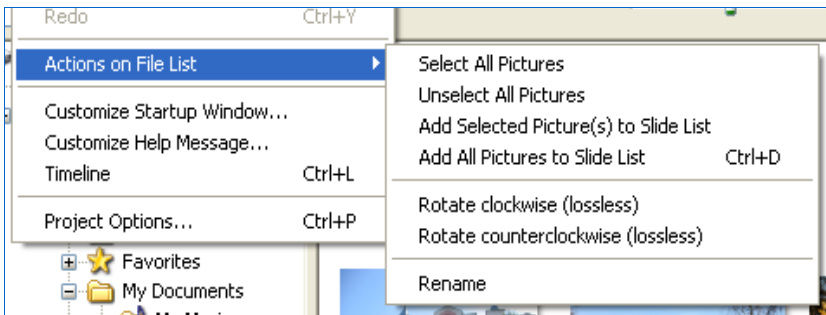 Redo Ctrl+Y
Actions on File List
Customize Startup Window...
Customize Help Message...
Timeline Ctrl+L
Project Options... Ctrl+P
Select All Pictures
Unselect All Pictures
Add Selected Picture(s) to Slide List
Add All Pictures to Slide List Ctrl+D
Rotate clockwise (lossless)
Rotate counterclockwise (lossless)
Rename
Favorites
My Documents